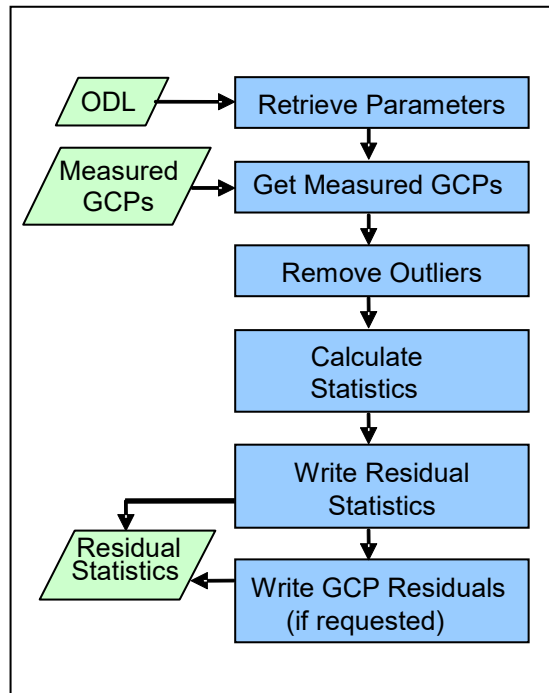 ODL
Retrieve Parameters
Measured
GCPs
Get Measured GCPs
Remove Outliers
Calculate
Statistics
Write Residual
Statistics
Residual
Statistics
Write GCP Residuals
(if requested)